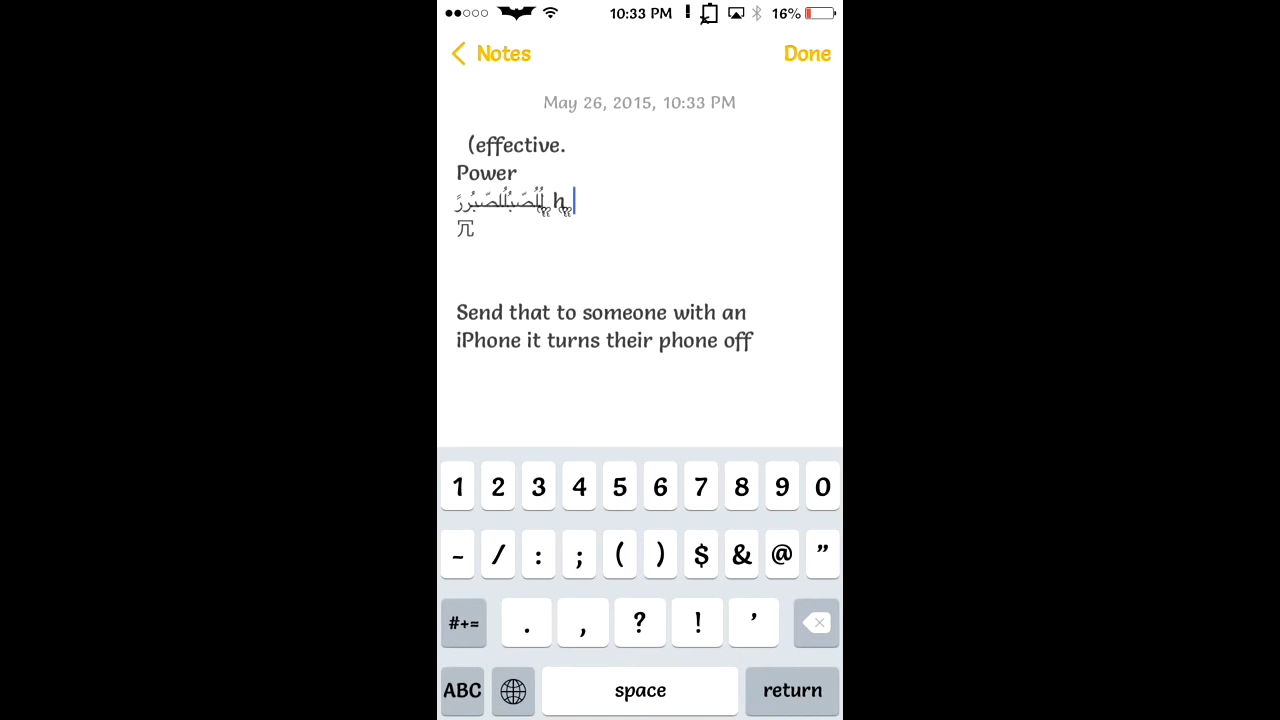 10:33 PM 16%
Notes Done
May 26, 2015, 10:33 PM
(effective.
Power
لُلُصّبُلُلصّبُررً ॣ ॣh ॣ ॣ
冗
Send that to someone with an
iPhone it turns their phone off
1 2 3 4 5 6 7 8 9 0
- / : ; ( ) $ & @ "
#+= . , ? ! '
ABC space return